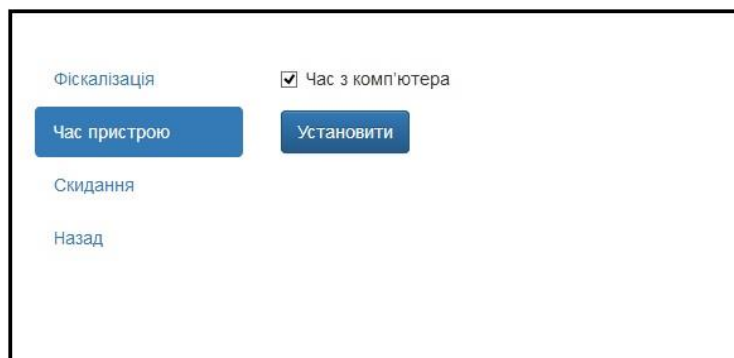 Фіскалізація
Час з комп'ютера
Час пристрою
Установити
Скидання
Назад